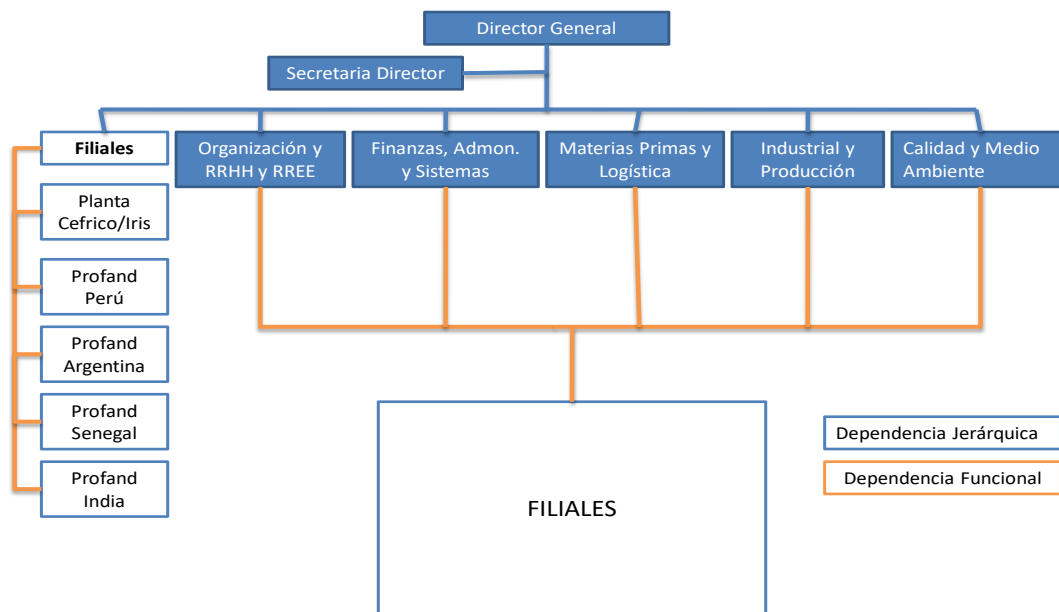 Director General
Secretaria Director
Filiales
Organización y
RRHH y RREE
Finanzas, Admon.
y Sistemas
Materias Primas y
Logística
Industrial y
Producción
Calidad y Medio
Ambiente
Planta
Cefrico/Iris
Profand
Perú
Profand
Argentina
Profand
Senegal
Profand
India
FILIALES
Dependencia Jerárquica
Dependencia Funcional